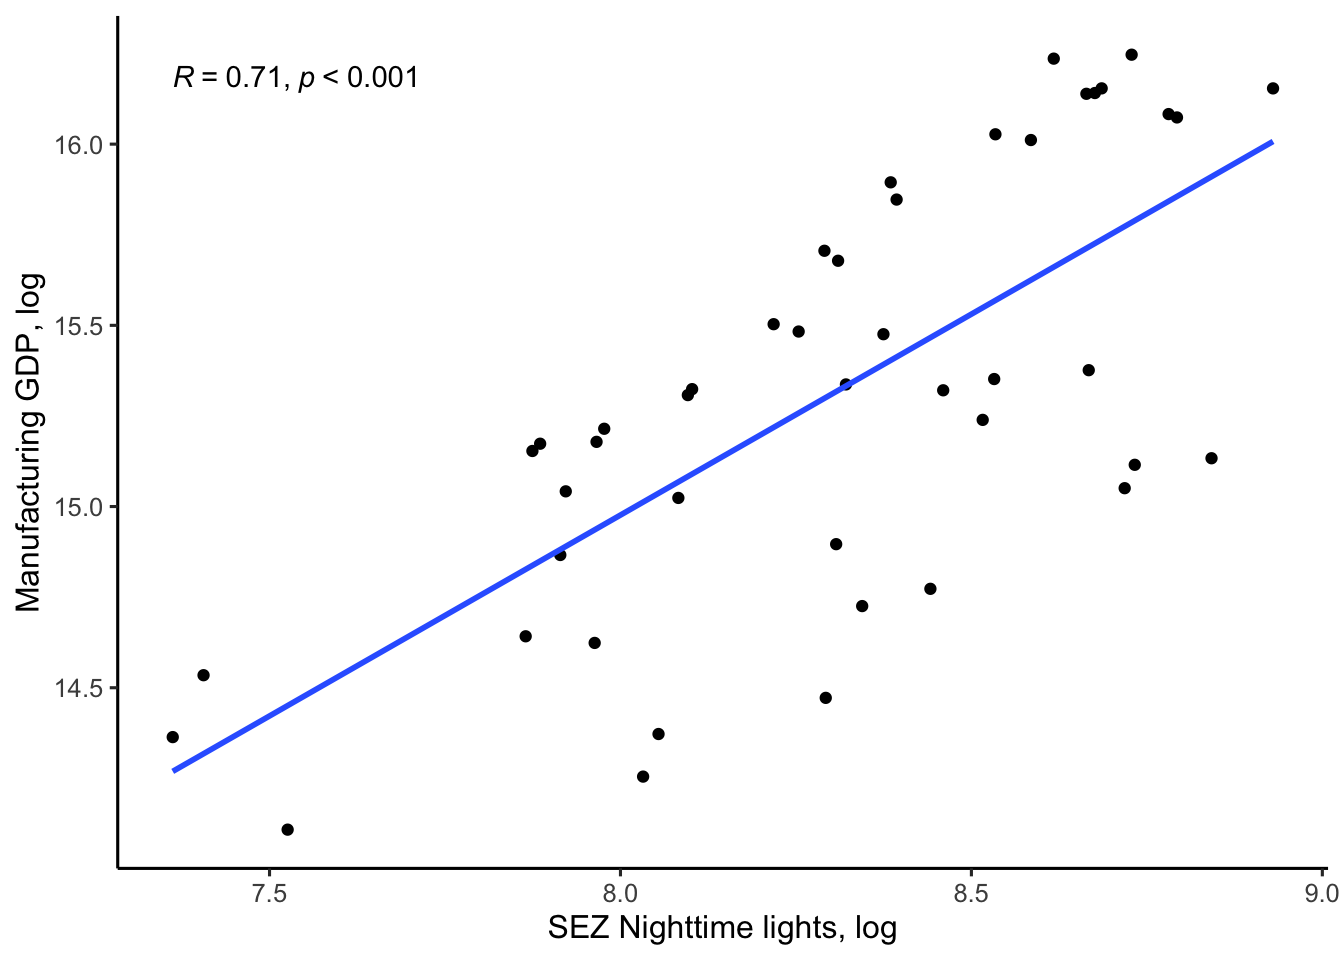 R = 0.71, p < 0.001
16.0
15.5
15.0
14.5
Manufacturing GDP, log
7.5 8.0 8.5 9.0
SEZ Nighttime lights, log